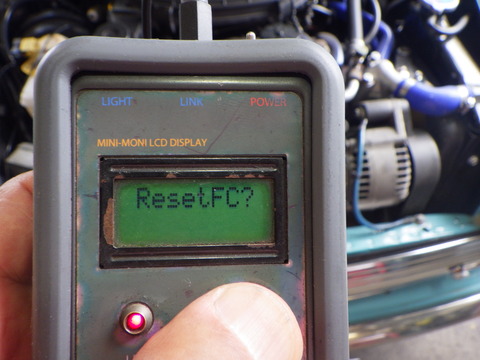 LIGHT LINK POWER
MINI-MONI LCD DISPLAY
ResetFC?